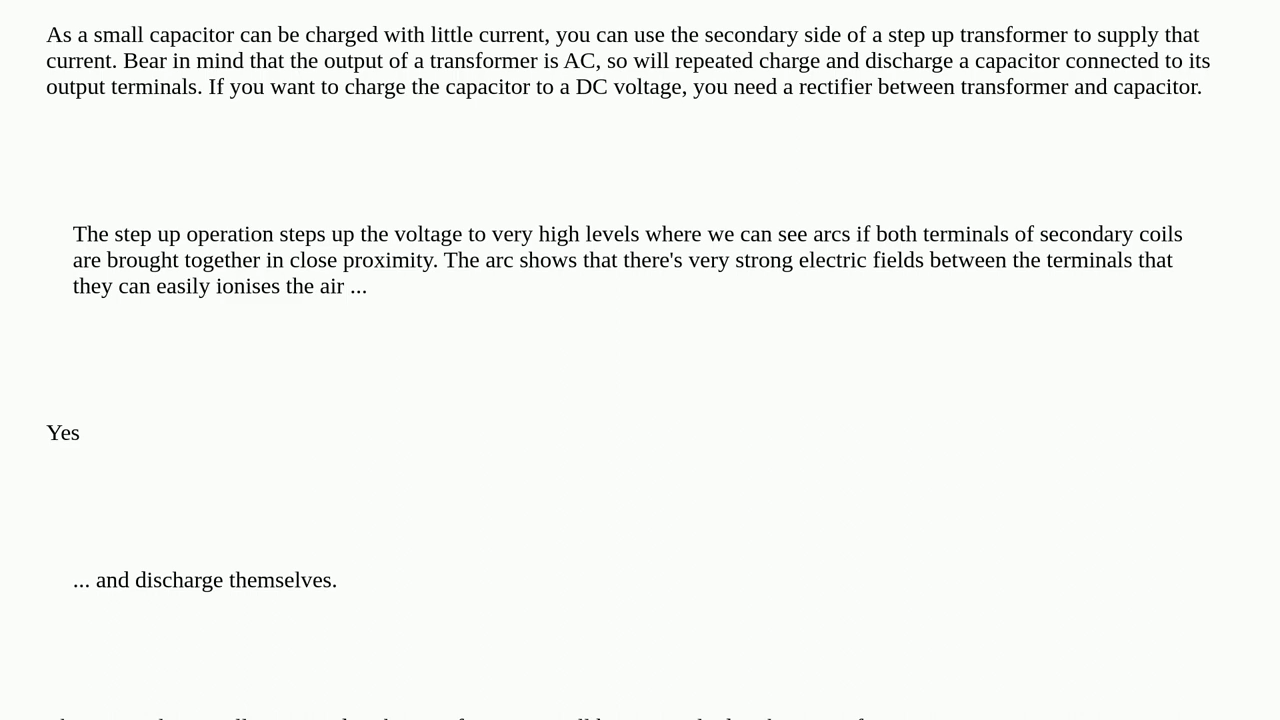 As a small capacitor can be charged with little current, you can use the secondary side of a step up transformer to supply that
current. Bear in mind that the output of a transformer is AC, so will repeated charge and discharge a capacitor connected to its
output terminals. If you want to charge the capacitor to a DC voltage, you need a rectifier between transformer and capacitor.
The step up operation steps up the voltage to very high levels where we can see arcs if both terminals of secondary coils
are brought together in close proximity. The arc shows that there's very strong electric fields between the terminals that
they can easily ionises the air ...
Yes
... and discharge themselves.